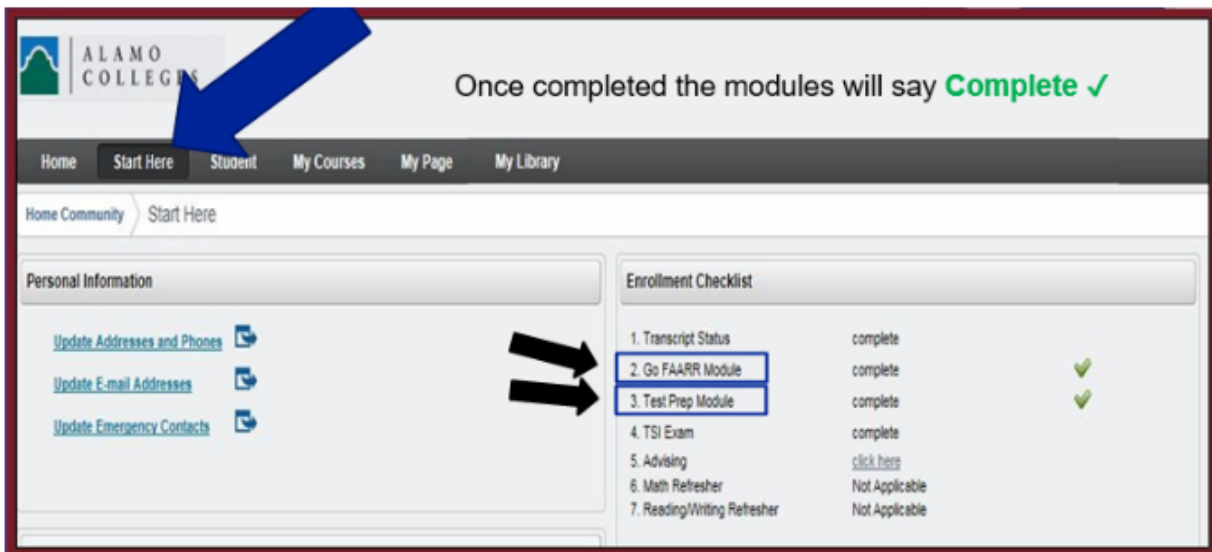 ALAMO
COLLEGES
Once completed the modules will say Complete ✓
Home Start Here Student My Courses My Page My Library
Home Community Start Here
Personal Information
Update Addresses and Phones
Update E-mail Addresses
Update Emergency Contacts
Enrollment Checklist
1. Transcript Status complete
2. Go FAARR Module complete
3. Test Prep Module complete
4. TSI Exam complete
5. Advising click here
6. Math Refresher Not Applicable
7. Reading/Writing Refresher Not Applicable